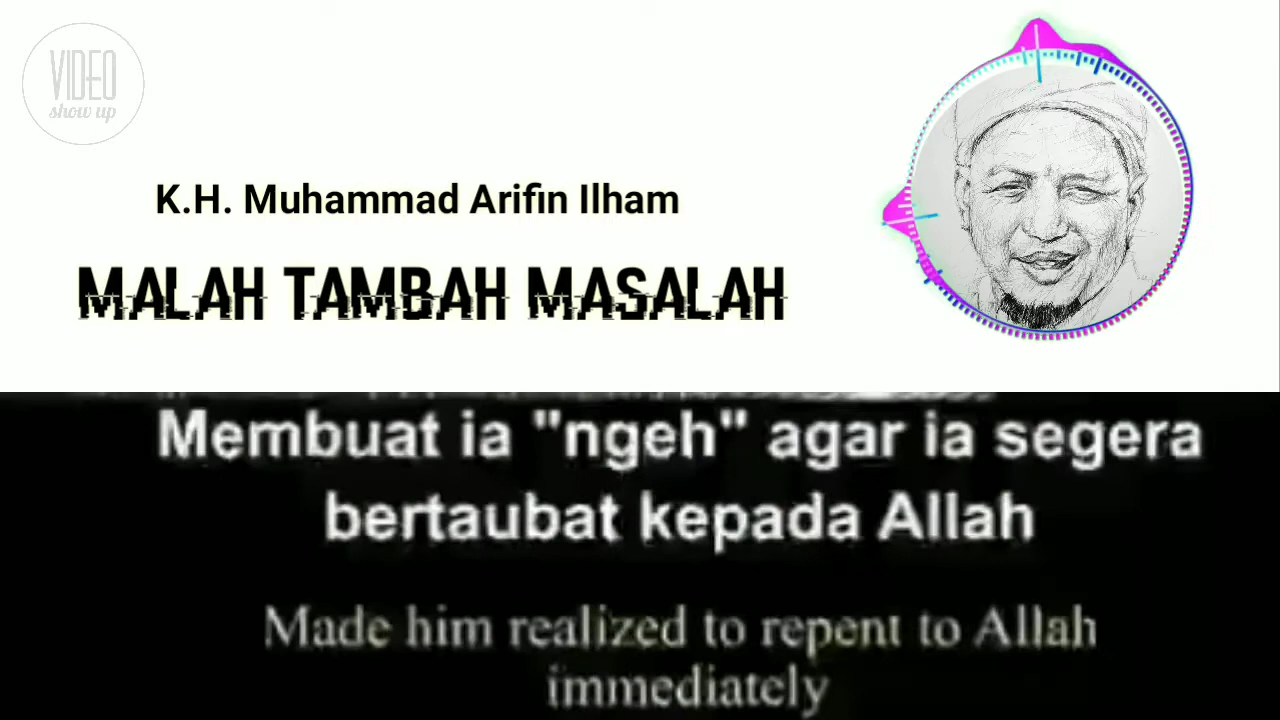 VIDEO
show up
K.H. Muhammad Arifin Ilham
MALAH TAMBAH MASALAH
Membuat ia "ngeh" agar ia segera
bertaubat kepada Allah
Made him realized to repent to Allah
immediately